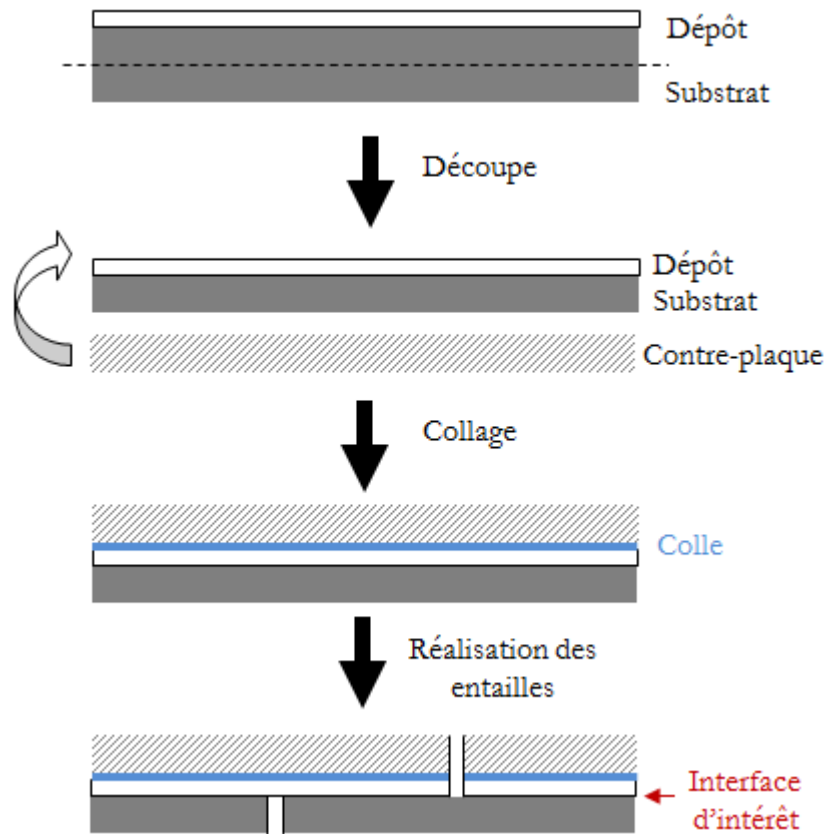 Dépôt
Substrat
Découpe
Dépôt
Substrat
Contre-plaque
Collage
Colle
Réalisation des
entailles
Interface
d'intérêt